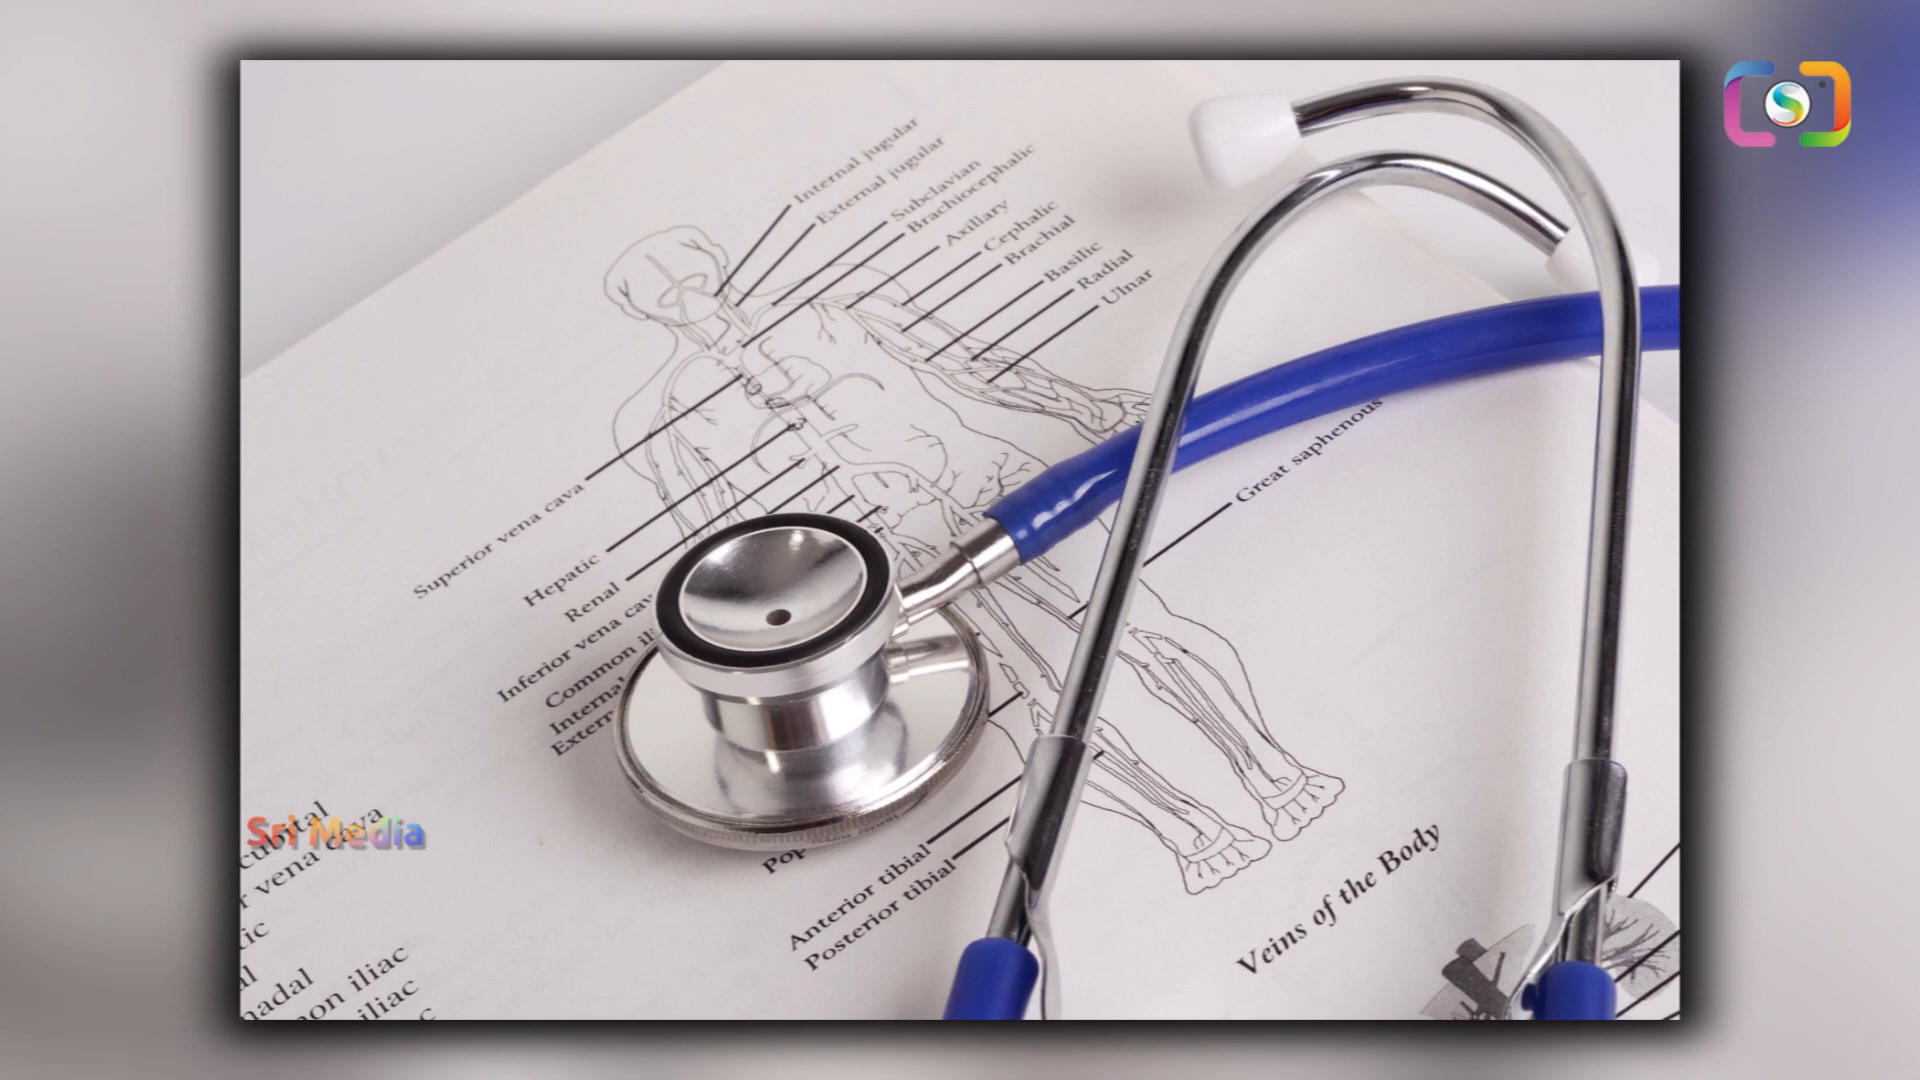 Internal jugular
External jugular
Subclavian
Brachiocephalic
Axillary
Cephalic
Brachial
Basilic
Radial
Ulnar
Great saphenous
Superior vena cava
Hepatic
Renal
Inferior vena
Common
Anterior tibial
Posterior tibial
Veins of the Body
Sri Media
vena cava
iliac
iliac
S